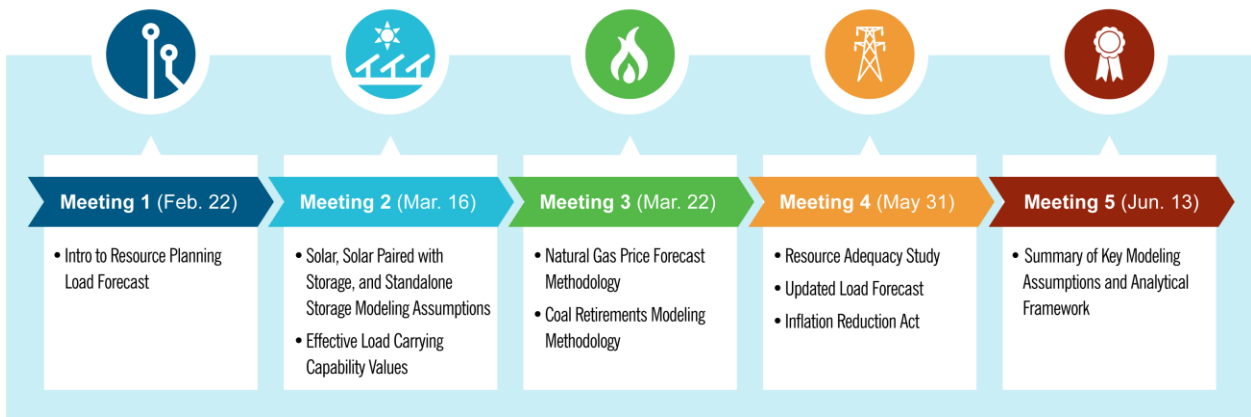 Meeting 1 (Feb. 22)
• Intro to Resource Planning
Load Forecast
Meeting 2 (Mar. 16)
• Solar, Solar Paired with
Storage, and Standalone
Storage Modeling Assumptions
• Effective Load Carrying
Capability Values
Meeting 3 (Mar. 22)
• Natural Gas Price Forecast
Methodology
• Coal Retirements Modeling
Methodology
Meeting 4 (May 31)
• Resource Adequacy Study
• Updated Load Forecast
• Inflation Reduction Act
Meeting 5 (Jun. 13)
• Summary of Key Modeling
Assumptions and Analytical
Framework